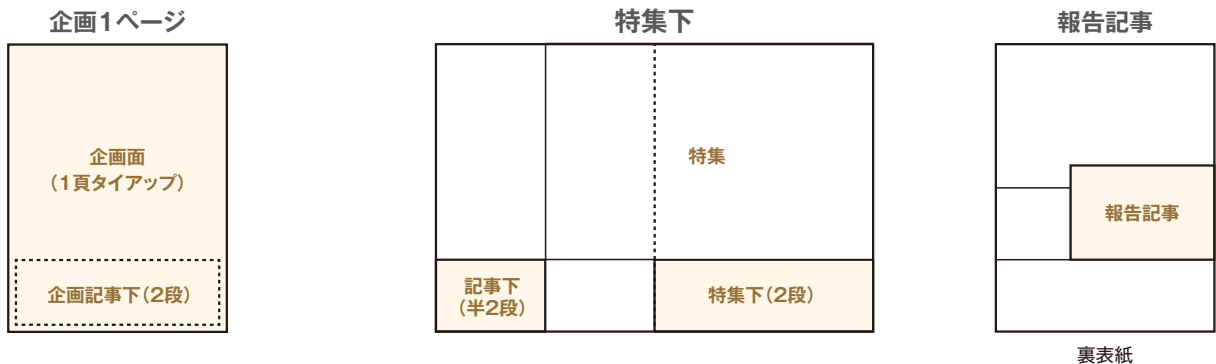 企画1ページ
特集下
報告記事
企画面
(1頁タイアップ)
企画記事下(2段)
特集
記事下
(半2段)
特集下(2段)
報告記事
裏表紙